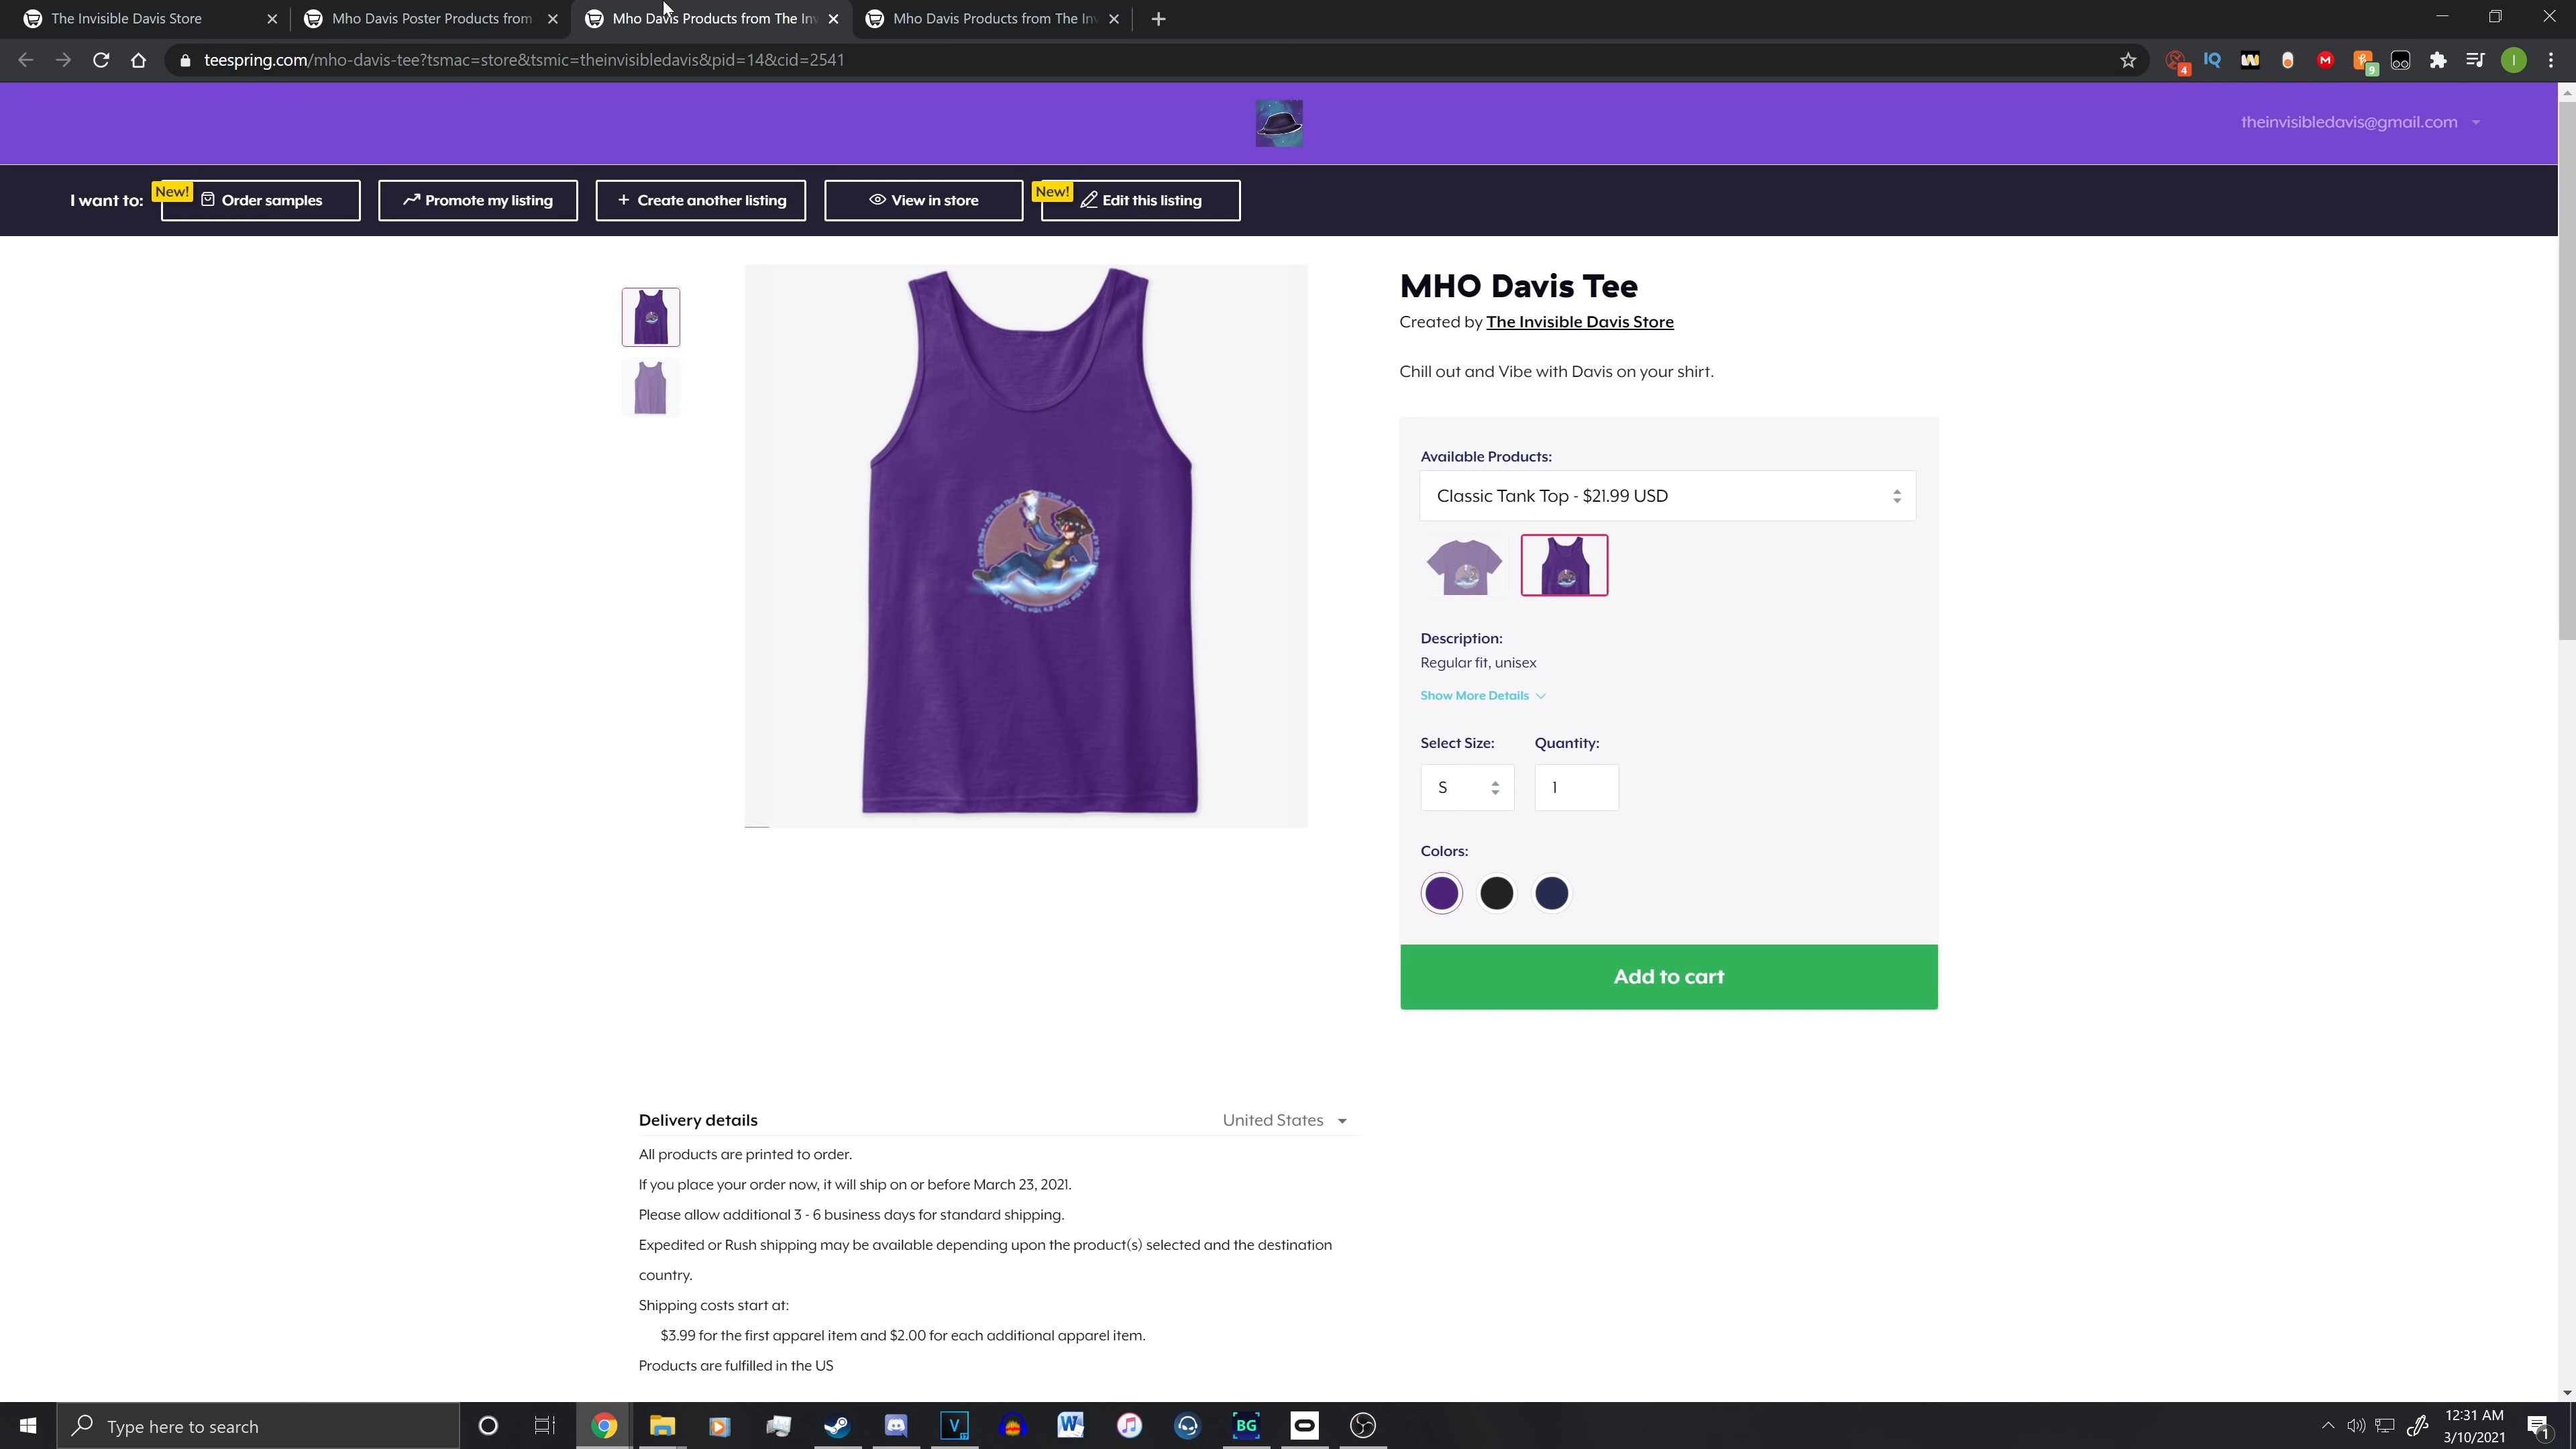 The Invisible Davis Store
Mho Davis Poster Products from
Mho Davis Products from The Inv
Mho Davis Products from The Inv
teespring.com/mho-davis-tee?tsmac=store&tsmic=theinvisibledavis&pid=14&cid=2541
4
IQ
W
M
9
I
theinvisibledavis@gmail.com
I want to:
New!
Order samples
Promote my listing
+ Create another listing
View in store
New!
Edit this listing
MHO Davis Tee
Created by The Invisible Davis Store
Chill out and Vibe with Davis on your shirt.
Available Products:
Classic Tank Top - $21.99 USD
Description:
Regular fit, unisex
Show More Details
Select Size:
Quantity:
S
1
Colors:
Add to cart
Delivery details
United States
All products are printed to order.
If you place your order now, it will ship on or before March 23, 2021.
Please allow additional 3 - 6 business days for standard shipping.
Expedited or Rush shipping may be available depending upon the product(s) selected and the destination
country.
Shipping costs start at:
$3.99 for the first apparel item and $2.00 for each additional apparel item.
Products are fulfilled in the US
Type here to search
V
W
BG
12:31 AM
3/10/2021
1